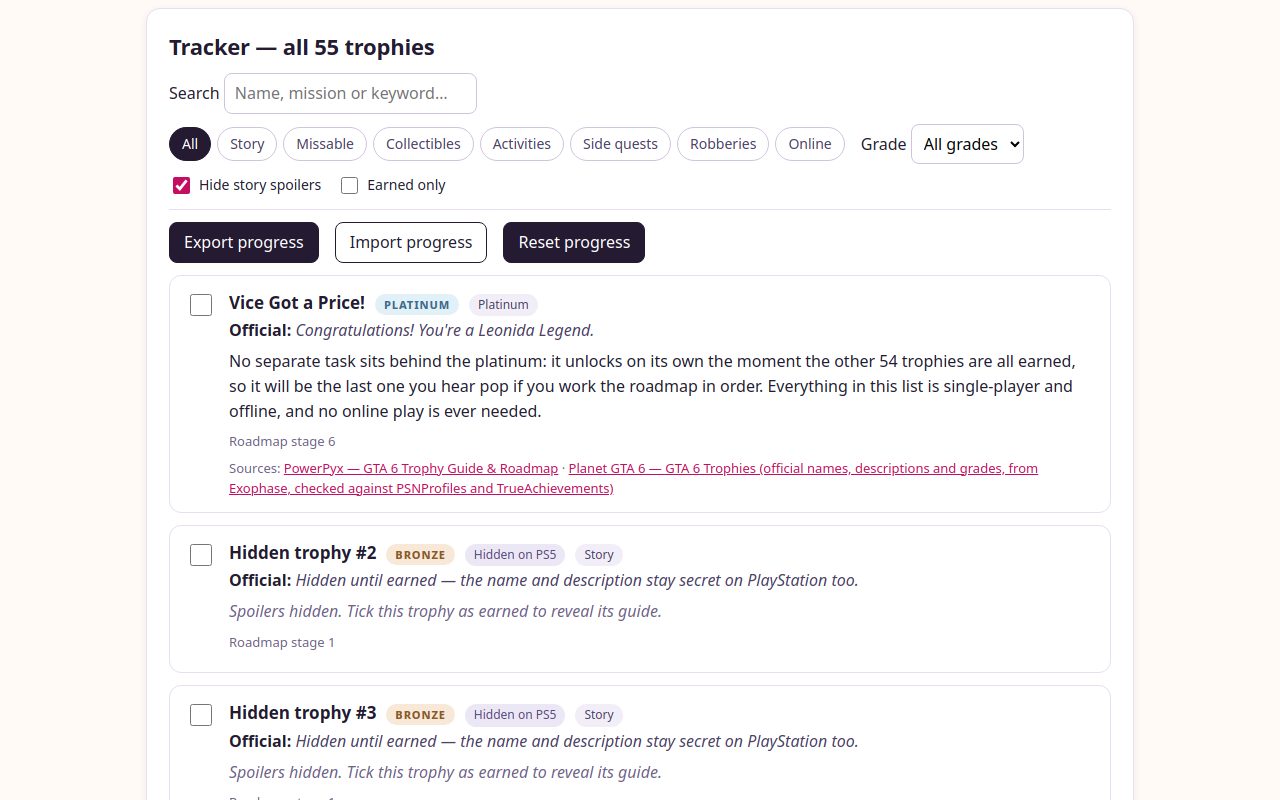 Tracker — all 55 trophies
Search Name, mission or keyword...
All Story Missable Collectibles Activities Side quests Robberies Online Grade All grades
Hide story spoilers Earned only
Export progress Import progress Reset progress
Vice Got a Price! PLATINUM Platinum
Official: Congratulations! You're a Leonida Legend.
No separate task sits behind the platinum: it unlocks on its own the moment the other 54 trophies are all earned,
so it will be the last one you hear pop if you work the roadmap in order. Everything in this list is single-player and
offline, and no online play is ever needed.
Roadmap stage 6
Sources: PowerPyx — GTA 6 Trophy Guide & Roadmap · Planet GTA 6 — GTA 6 Trophies (official names, descriptions and grades, from
Exophase, checked against PSNProfiles and TrueAchievements)
Hidden trophy #2 BRONZE Hidden on PS5 Story
Official: Hidden until earned — the name and description stay secret on PlayStation too.
Spoilers hidden. Tick this trophy as earned to reveal its guide.
Roadmap stage 1
Hidden trophy #3 BRONZE Hidden on PS5 Story
Official: Hidden until earned — the name and description stay secret on PlayStation too.
Spoilers hidden. Tick this trophy as earned to reveal its guide.